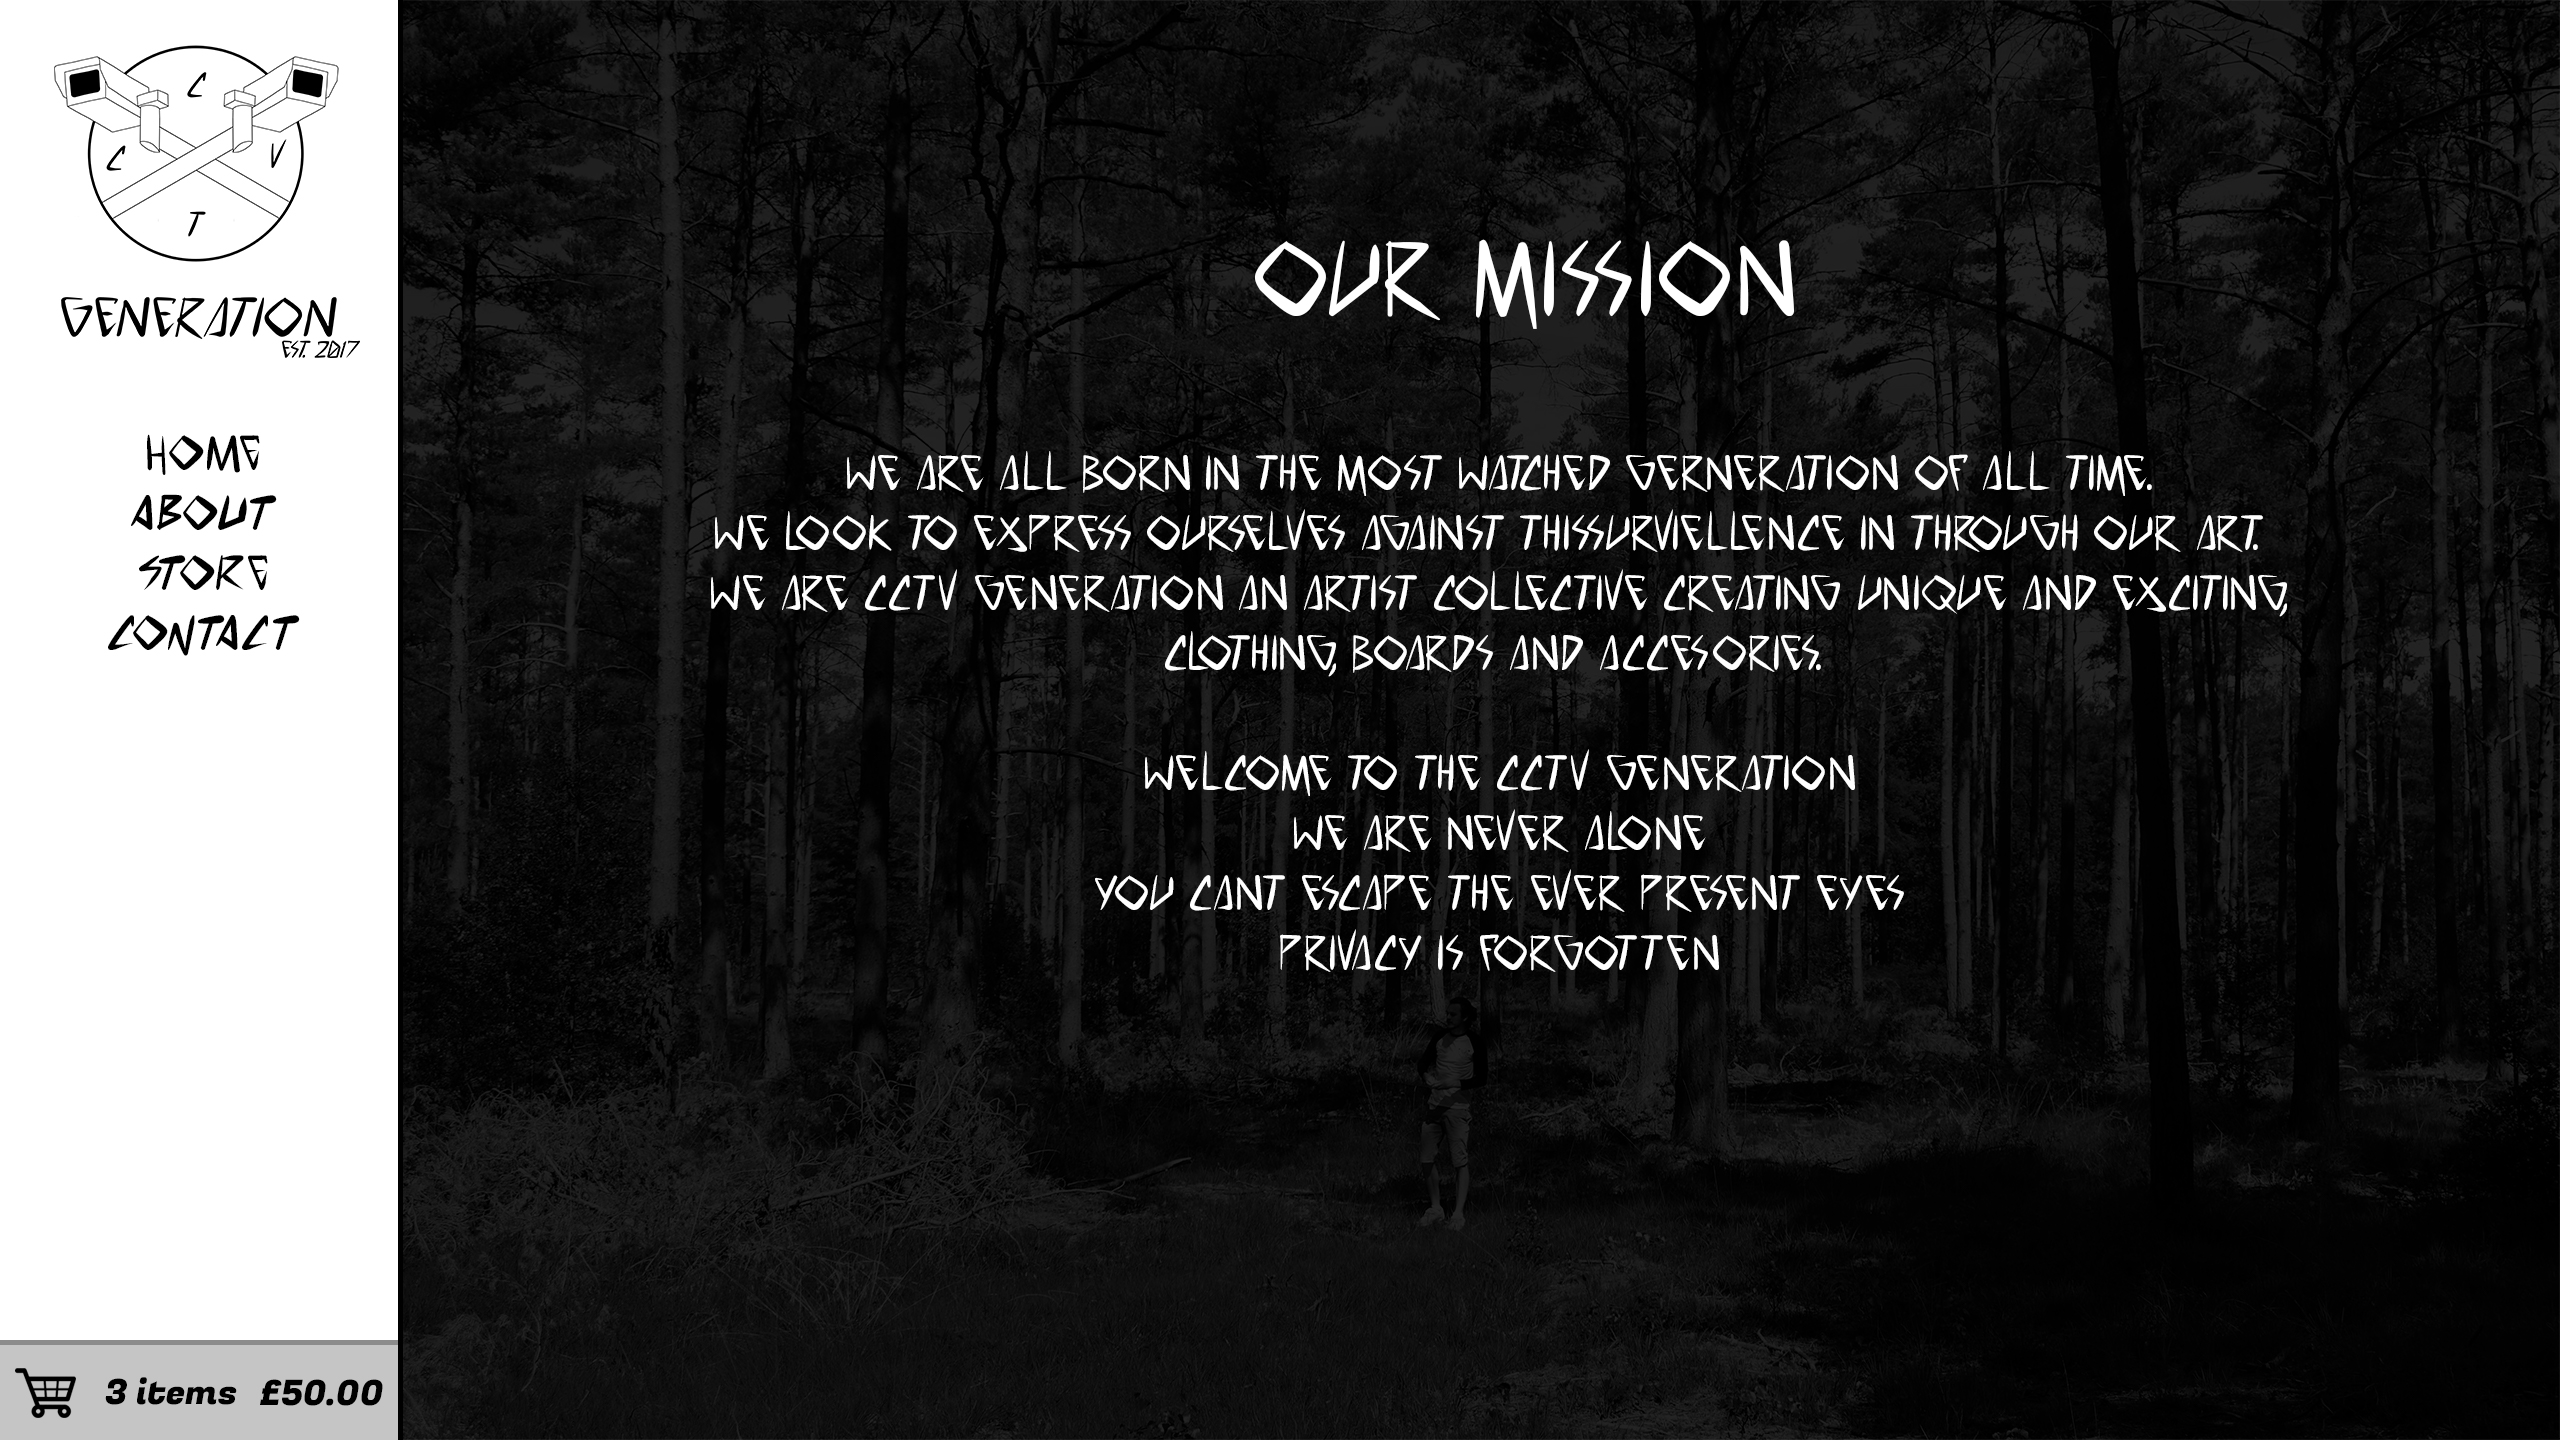 C
C
V
T
GENERATION
EST. 2017
HOME
ABOUT
STORE
CONTACT
3 items £50.00
OUR MISSION
WE ARE ALL BORN IN THE MOST WATCHED GERNERATION OF ALL TIME.
WE LOOK TO EXPRESS OURSELVES AGAINST THISSURVIELLENCE IN THROUGH OUR ART.
WE ARE CCTV GENERATION AN ARTIST COLLECTIVE CREATING UNIQUE AND EXCITING,
CLOTHING, BOARDS AND ACCESORIES.
WELCOME TO THE CCTV GENERATION
WE ARE NEVER ALONE
YOU CANT ESCAPE THE EVER PRESENT EYES
PRIVACY IS FORGOTTEN